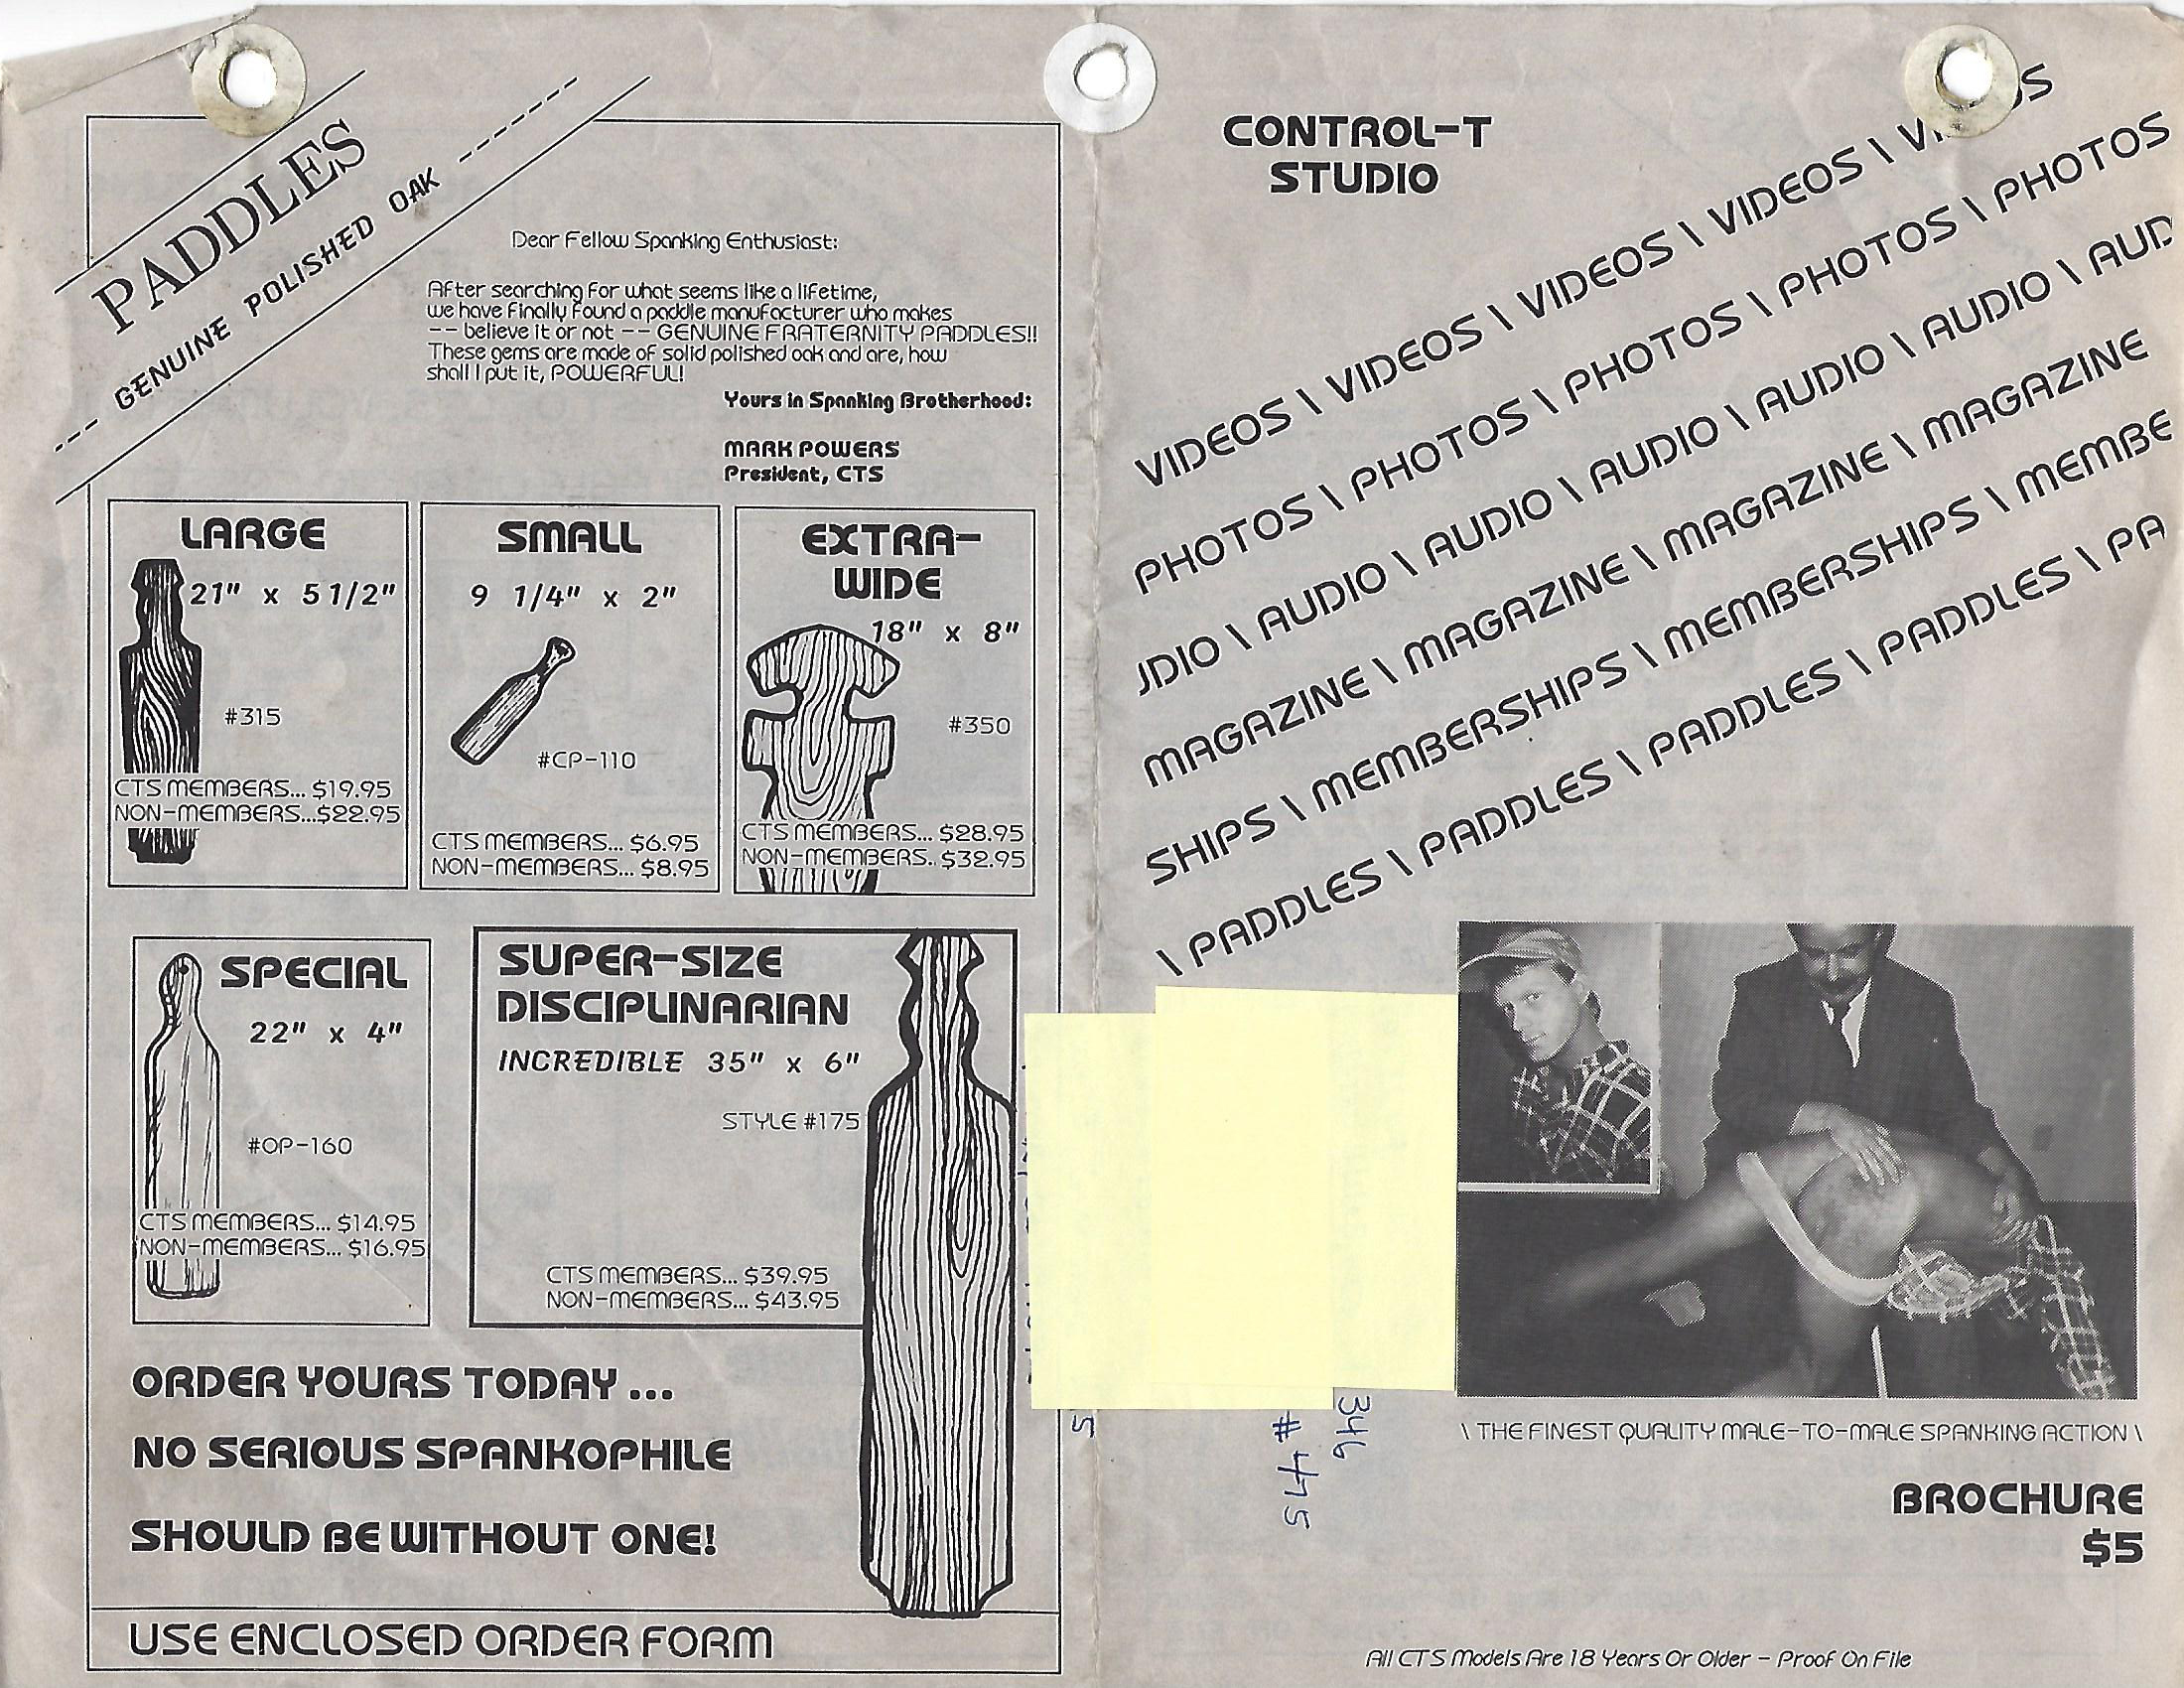 PADDLES
--- GENUINE POLISHED OAK ------
Dear Fellow Spanking Enthusiast:
After searching for what seems like a lifetime,
we have finally found a paddle manufacturer who makes
-- believe it or not -- GENUINE FRATERNITY PADDLES!!
These gems are made of solid polished oak and are, how
shall I put it, POWERFUL!
Yours in Spanking Brotherhood:
MARK POWERS
President, CTS
LARGE
21" x 5 1/2"
#315
CTS MEMBERS... $19.95
NON-MEMBERS...$22.95
SMALL
9 1/4" x 2"
#CP-110
CTS MEMBERS... $6.95
NON-MEMBERS... $8.95
EXTRA-
WIDE
18" x 8"
#350
CTS MEMBERS... $28.95
NON-MEMBERS.. $32.95
SPECIAL
22" x 4"
#OP-160
CTS MEMBERS... $14.95
NON-MEMBERS... $16.95
SUPER-SIZE
DISCIPLINARIAN
INCREDIBLE 35" x 6"
STYLE #175
CTS MEMBERS... $39.95
NON-MEMBERS... $43.95
ORDER YOURS TODAY ...
NO SERIOUS SPANKOPHILE
SHOULD BE WITHOUT ONE!
USE ENCLOSED ORDER FORM
CONTROL-T
STUDIO
VIDEOS \ VIDEOS \ VIDEOS \ VIDEOS \ VIDEOS
PHOTOS \ PHOTOS \ PHOTOS \ PHOTOS \ PHOTOS
UDIO \ AUDIO \ AUDIO \ AUDIO \ AUDIO \ AUD
MAGAZINE \ MAGAZINE \ MAGAZINE \ MAGAZINE
SHIPS \ MEMBERSHIPS \ MEMBERSHIPS \ MEMBE
\ PADDLES \ PADDLES \ PADDLES \ PADDLES \ PA
346
#475
5
\ THE FINEST QUALITY MALE-TO-MALE SPANKING ACTION \
BROCHURE
$5
All CTS Models Are 18 Years Or Older - Proof On File